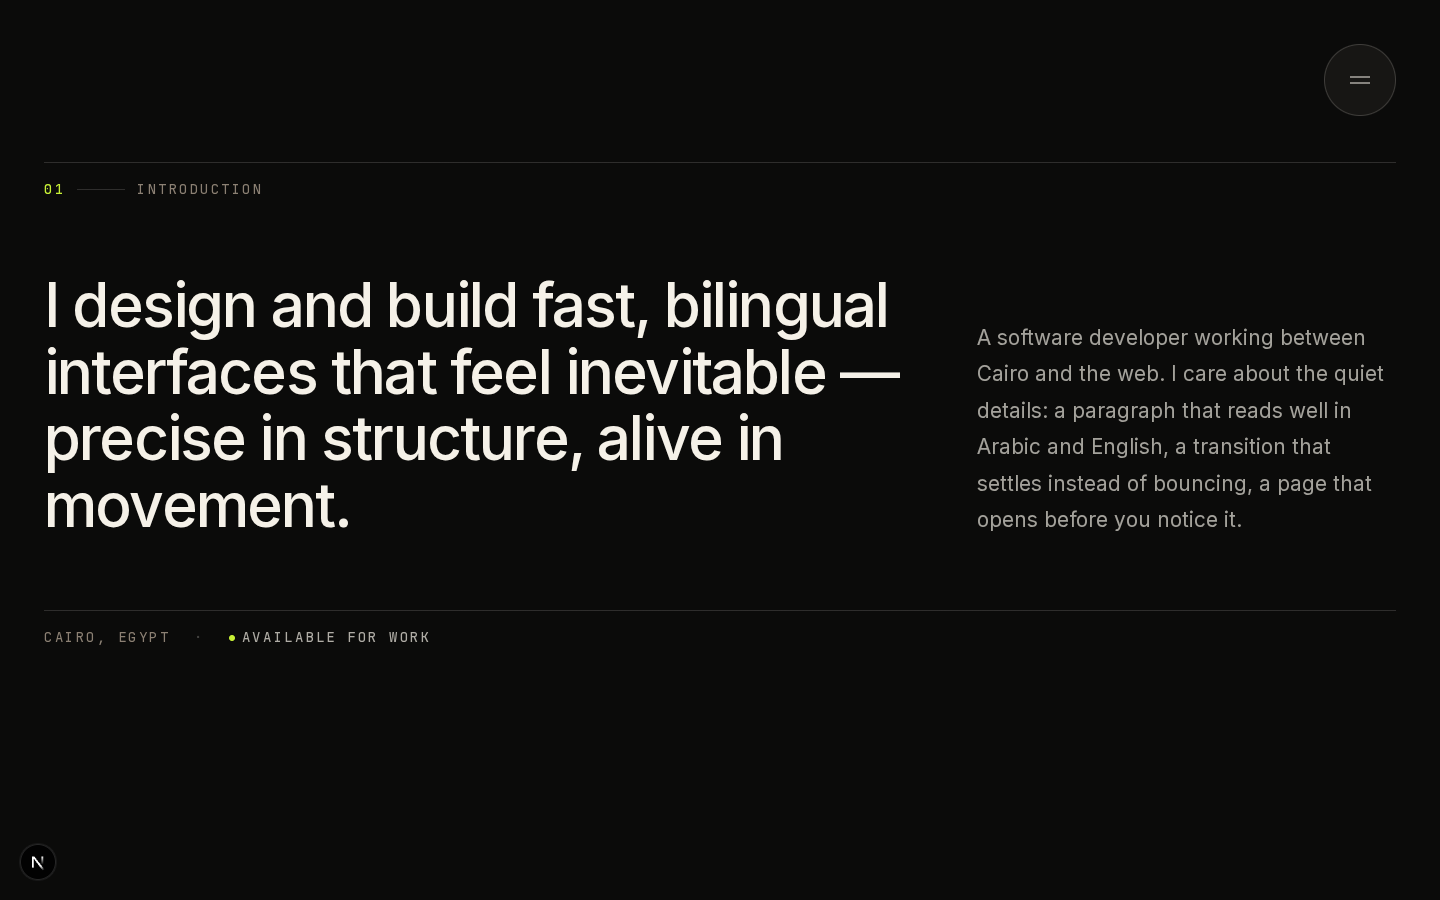 01 INTRODUCTION
I design and build fast, bilingual
interfaces that feel inevitable —
precise in structure, alive in
movement.
A software developer working between
Cairo and the web. I care about the quiet
details: a paragraph that reads well in
Arabic and English, a transition that
settles instead of bouncing, a page that
opens before you notice it.
CAIRO, EGYPT · AVAILABLE FOR WORK
N